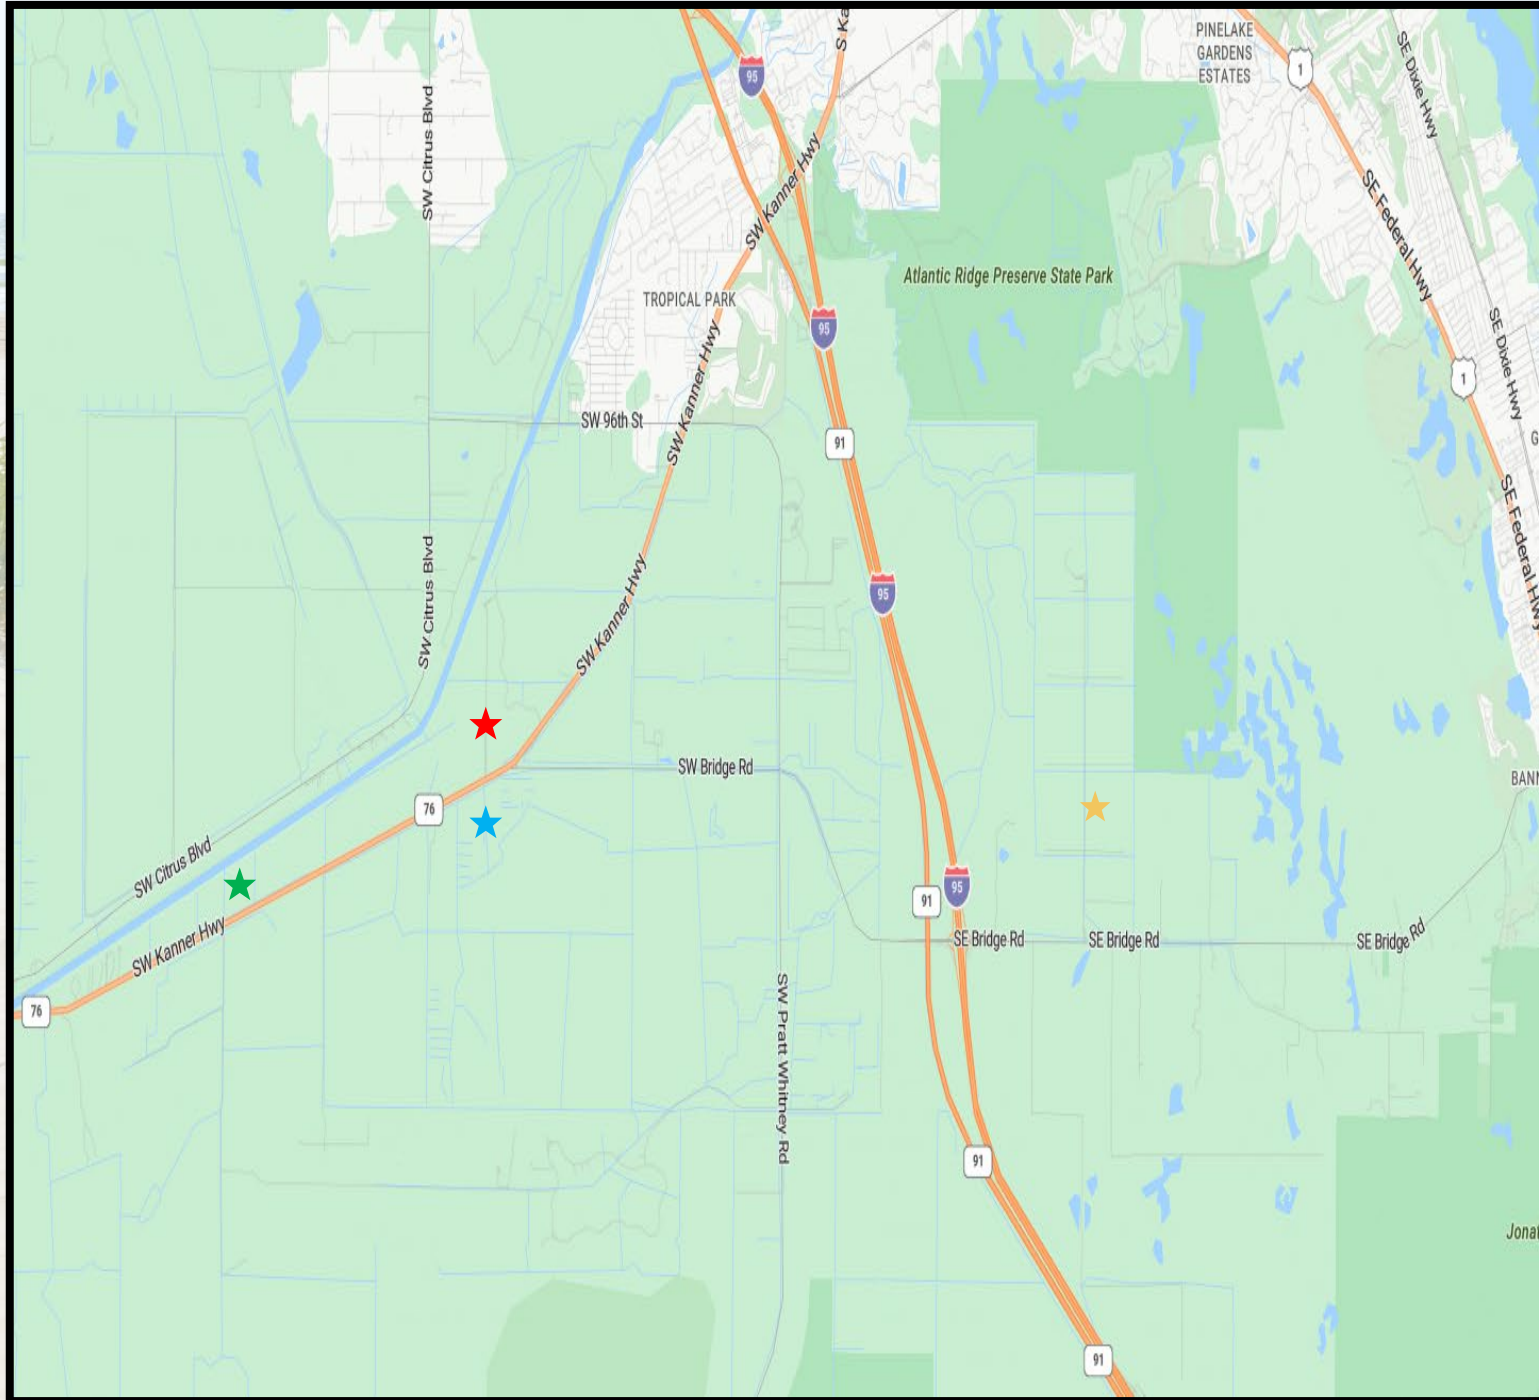 PINELAKE
GARDENS
ESTATES
95
1
SE Dixie Hwy
SW Citrus Blvd
SW Kanner Hwy
SE Federal Hwy
Atlantic Ridge Preserve State Park
TROPICAL PARK
95
SE Dixie Hwy
1
SW Kanner Hwy
SW 96th St
91
SE Federal Hwy
SW Citrus Blvd
95
SW Kanner Hwy
SW Bridge Rd
76
SW Citrus Blvd
95
91
SW Kanner Hwy
SE Bridge Rd
SE Bridge Rd
SE Bridge Rd
76
SW Pratt Whitney Rd
91
91